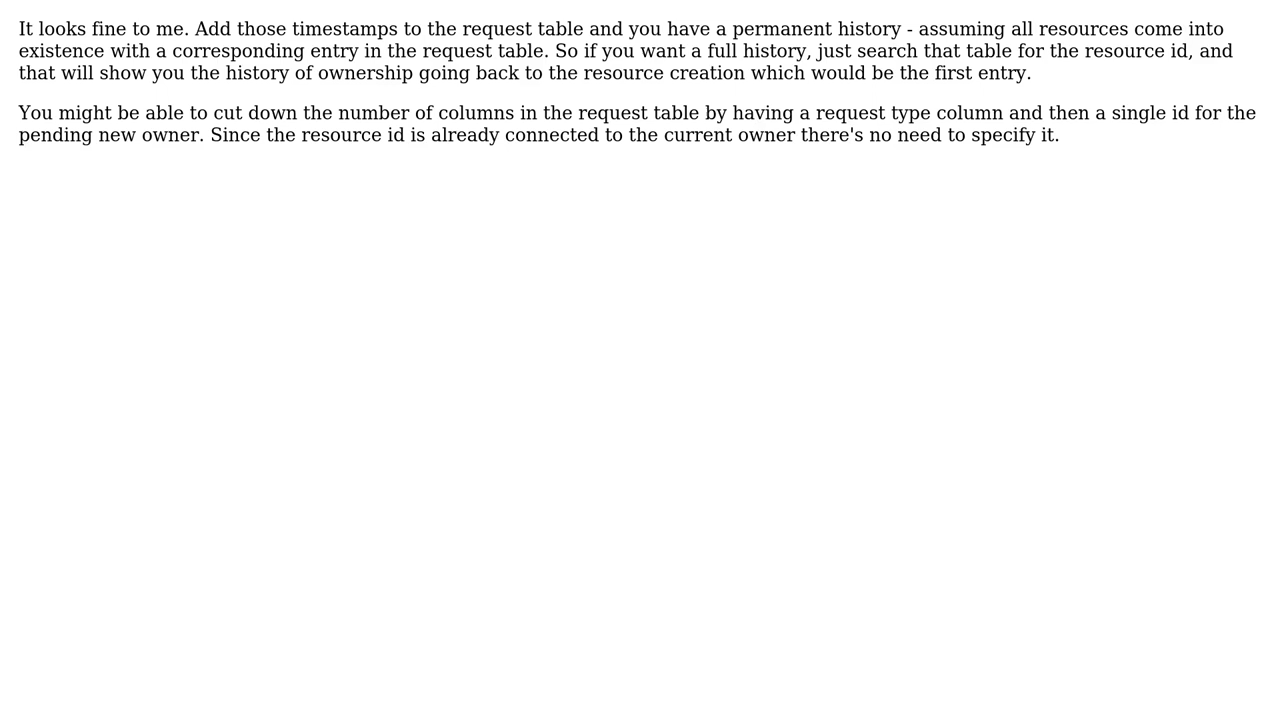 It looks fine to me. Add those timestamps to the request table and you have a permanent history - assuming all resources come into
existence with a corresponding entry in the request table. So if you want a full history, just search that table for the resource id, and
that will show you the history of ownership going back to the resource creation which would be the first entry.
You might be able to cut down the number of columns in the request table by having a request type column and then a single id for the
pending new owner. Since the resource id is already connected to the current owner there's no need to specify it.